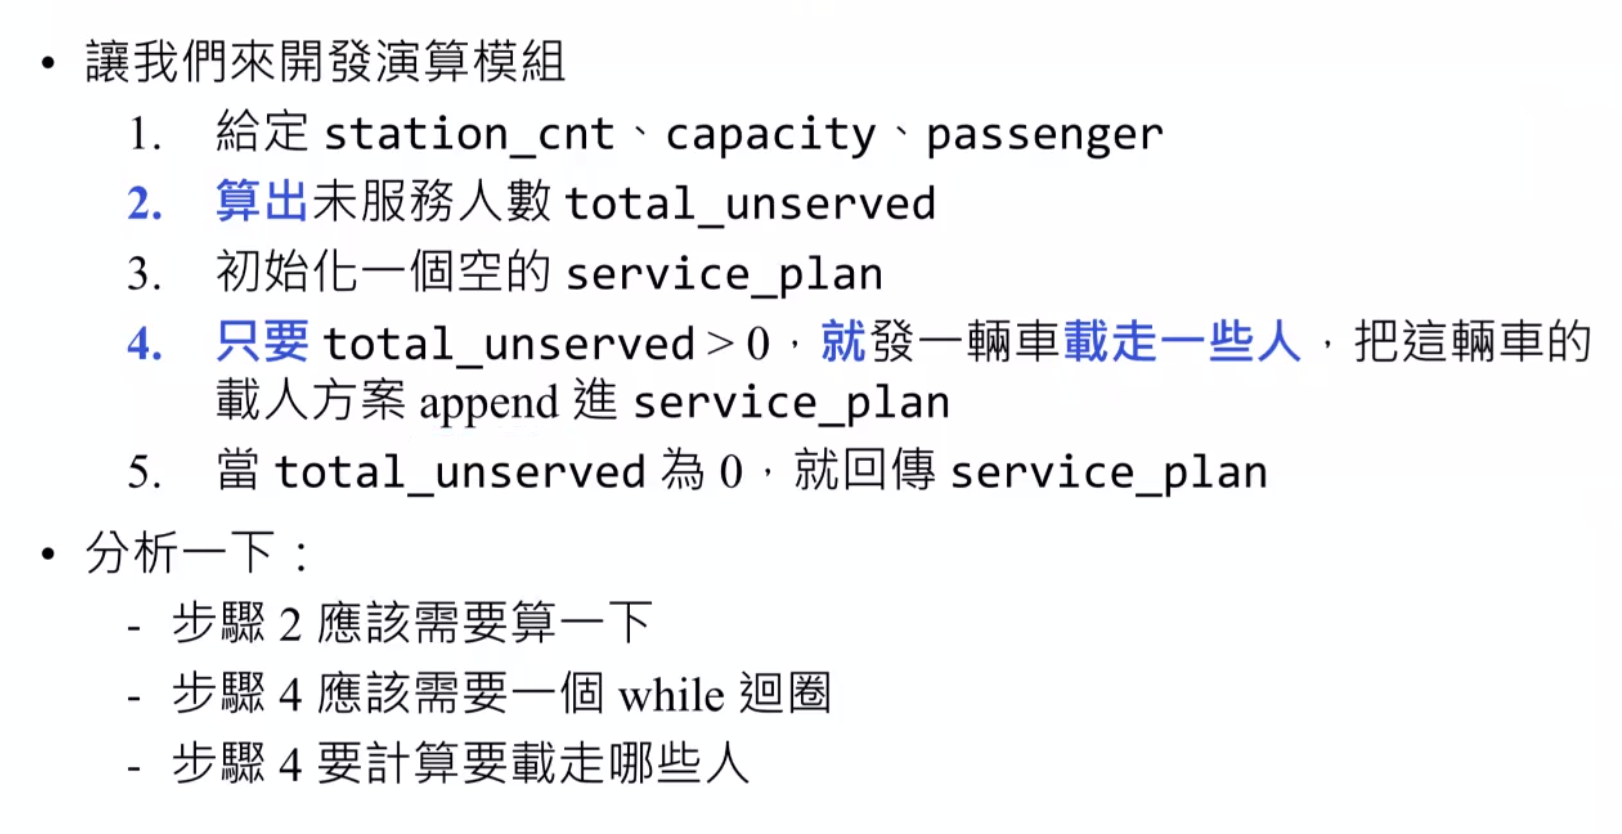 • 讓我們來開發演算模組
1. 給定 station_cnt、capacity、passenger
2. 算出未服務人數 total_unserved
3. 初始化一個空的 service_plan
4. 只要 total_unserved > 0，就發一輛車載走一些人，把這輛車的
載人方案 append 進 service_plan
5. 當 total_unserved 為 0，就回傳 service_plan
• 分析一下：
- 步驟 2 應該需要算一下
- 步驟 4 應該需要一個 while 迴圈
- 步驟 4 要計算要載走哪些人